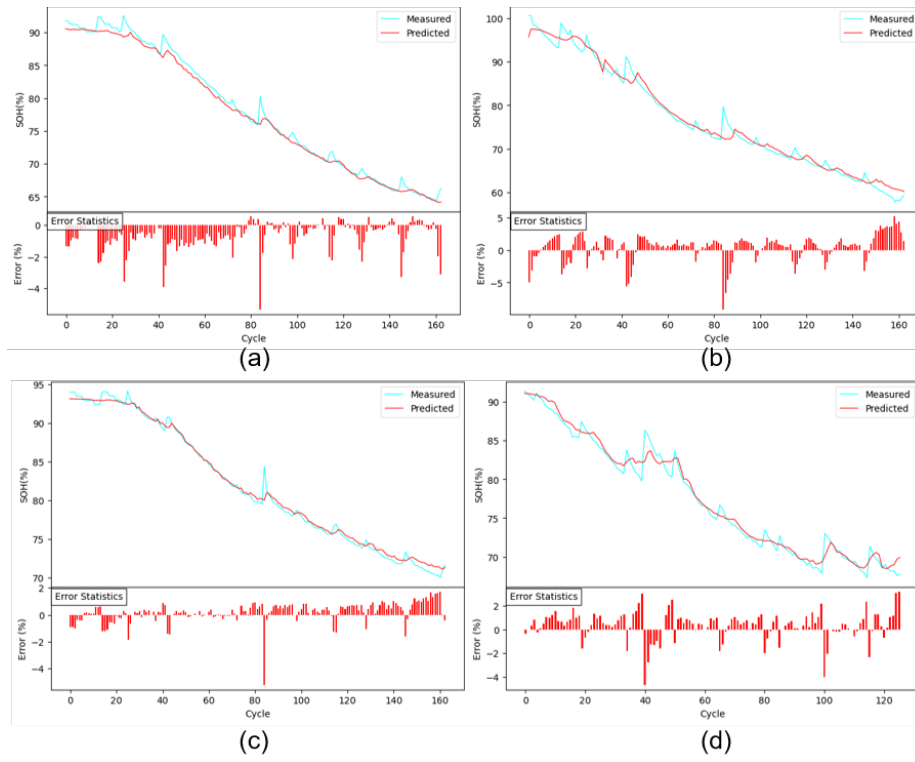 Measured
Predicted
SOH(%)
90
85
80
75
70
65
Error Statistics
Error (%)
0
−2
−4
0 20 40 60 80 100 120 140 160
Cycle
(a)
Measured
Predicted
SOH(%)
100
90
80
70
60
Error Statistics
Error (%)
5
0
−5
0 20 40 60 80 100 120 140 160
Cycle
(b)
Measured
Predicted
SOH(%)
95
90
85
80
75
70
Error Statistics
Error (%)
2
0
−2
−4
0 20 40 60 80 100 120 140 160
Cycle
(c)
Measured
Predicted
SOH(%)
90
85
80
75
70
Error Statistics
Error (%)
2
0
−2
−4
0 20 40 60 80 100 120
Cycle
(d)